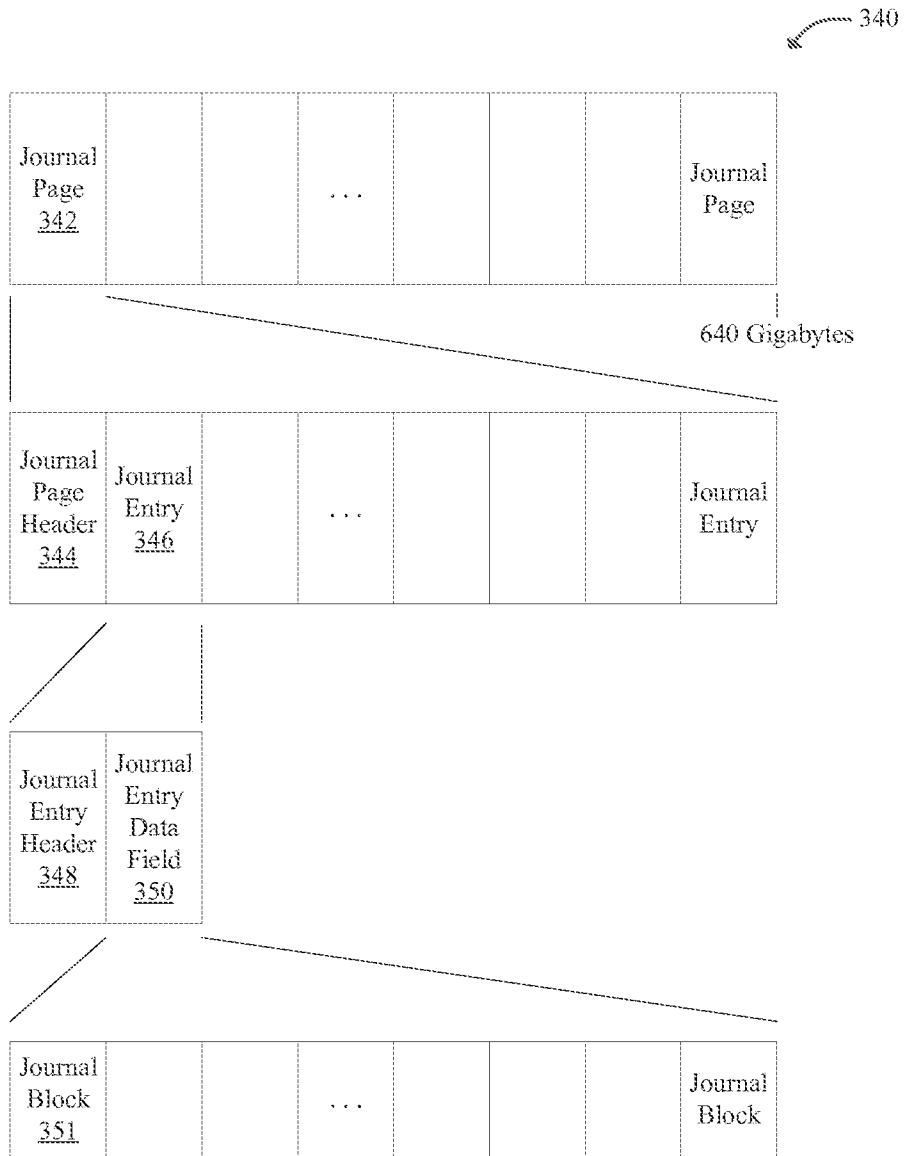 340
Journal
Page
342
. . .
Journal
Page
640 Gigabytes
Journal
Page
Header
344
Journal
Entry
346
. . .
Journal
Entry
Journal
Entry
Header
348
Journal
Entry
Data
Field
350
Journal
Block
351
. . .
Journal
Block